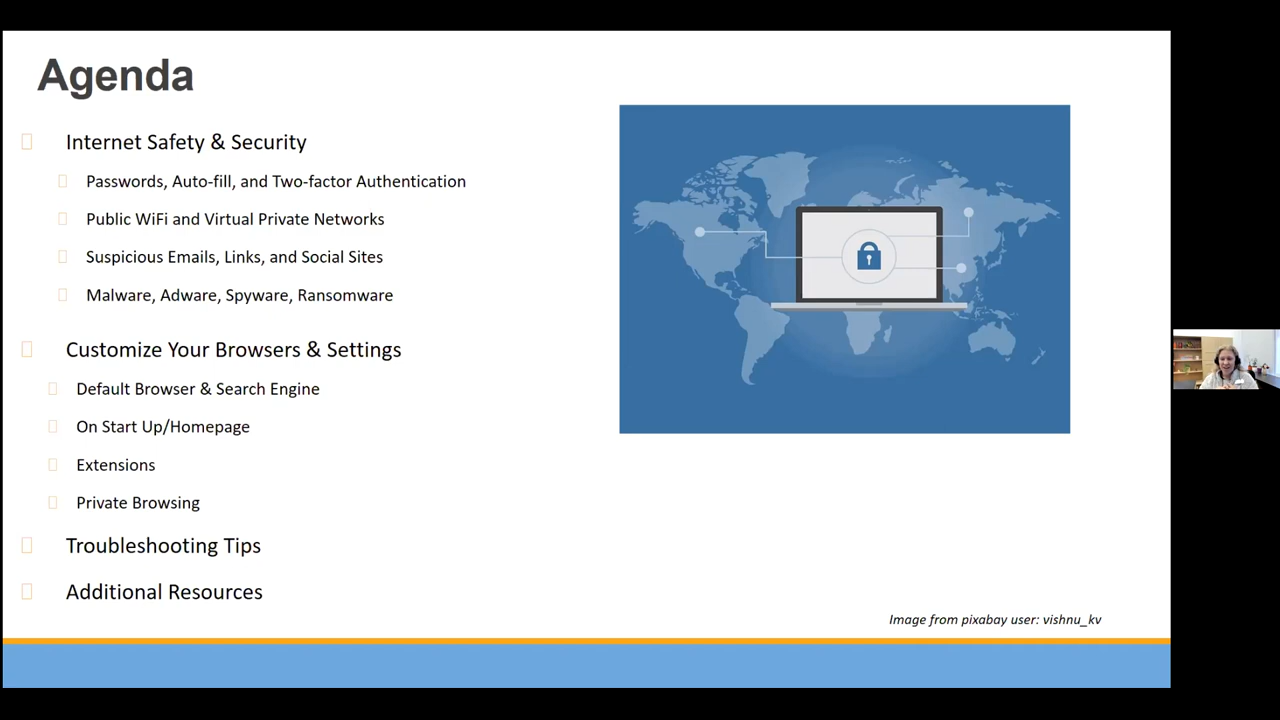 Agenda
Internet Safety & Security
Passwords, Auto-fill, and Two-factor Authentication
Public WiFi and Virtual Private Networks
Suspicious Emails, Links, and Social Sites
Malware, Adware, Spyware, Ransomware
Customize Your Browsers & Settings
Default Browser & Search Engine
On Start Up/Homepage
Extensions
Private Browsing
Troubleshooting Tips
Additional Resources
Image from pixabay user: vishnu_kv